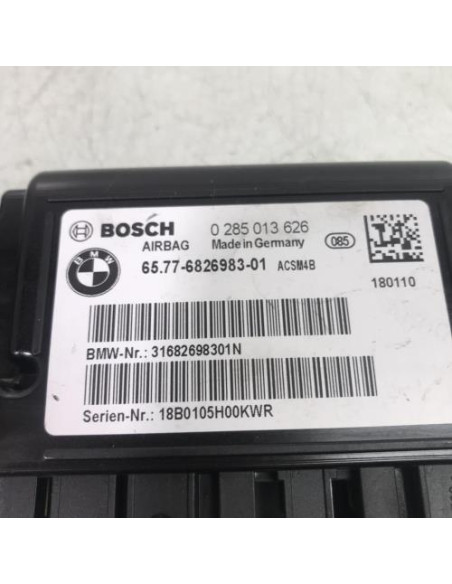 BOSCH 0 285 013 626
AIRBAG Made in Germany 085
BMW 65.77-6826983-01 ACSM4B
180110
BMW-Nr.: 31682698301N
Serien-Nr.: 18B0105H00KWR